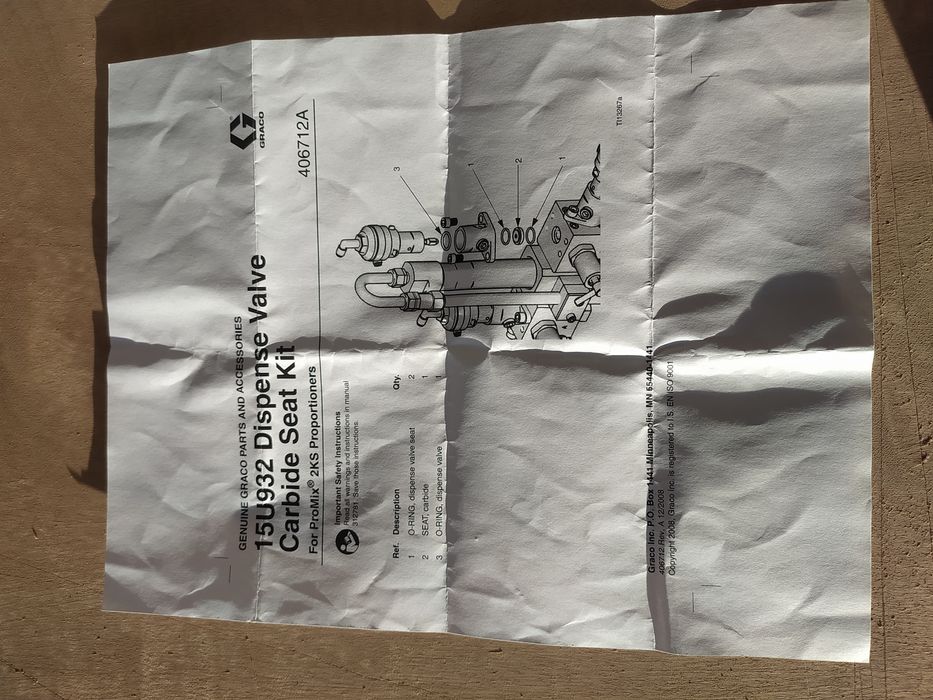 GENUINE GRACO PARTS AND ACCESSORIES
15U932 Dispense Valve
Carbide Seat Kit
GRACO
406712A
For ProMix® 2KS Proportioners
Important Safety Instructions
Read all warnings and instructions in manual
312781. Save those instructions.
Ref. Description Qty.
1 O-RING, dispense valve seat 2
2 SEAT, carbide 1
3 O-RING, dispense valve 1
3
1
2
1
TI13267a
Graco Inc. P.O. Box 1441 Minneapolis, MN 55440-1441
406712 Rev. A 12/2008
Copyright 2008, Graco Inc. is registered to I.S. EN ISO 9001